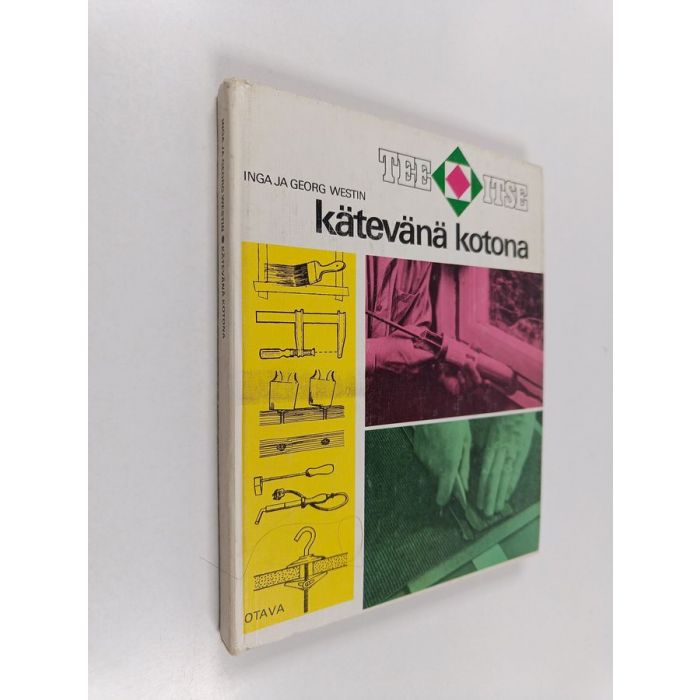 TEE ITSE
INGA JA GEORG WESTIN
kätevänä kotona
OTAVA
INGA JA GEORG WESTIN ● KÄTEVÄNÄ KOTONA